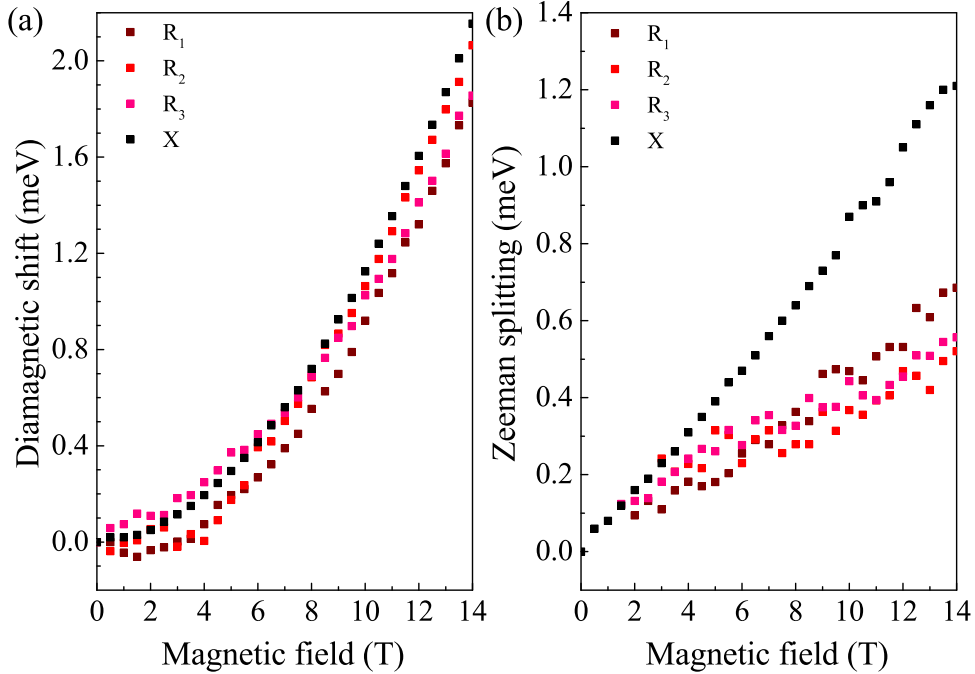 (a)
R₁
R₂
R₃
X
Diamagnetic shift (meV)
2.0
1.6
1.2
0.8
0.4
0.0
0 2 4 6 8 10 12 14
Magnetic field (T)
(b)
R₁
R₂
R₃
X
Zeeman splitting (meV)
1.4
1.2
1.0
0.8
0.6
0.4
0.2
0.0
0 2 4 6 8 10 12 14
Magnetic field (T)